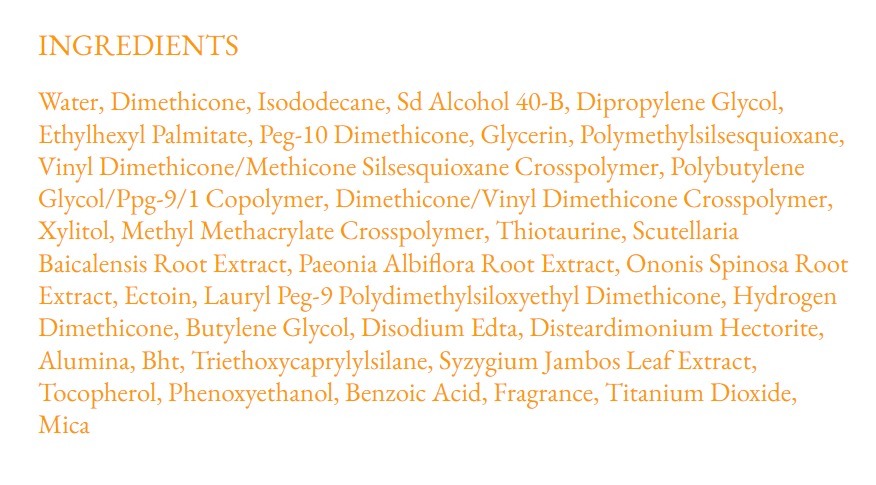 INGREDIENTS
Water, Dimethicone, Isododecane, Sd Alcohol 40-B, Dipropylene Glycol,
Ethylhexyl Palmitate, Peg-10 Dimethicone, Glycerin, Polymethylsilsesquioxane,
Vinyl Dimethicone/Methicone Silsesquioxane Crosspolymer, Polybutylene
Glycol/Ppg-9/1 Copolymer, Dimethicone/Vinyl Dimethicone Crosspolymer,
Xylitol, Methyl Methacrylate Crosspolymer, Thiotaurine, Scutellaria
Baicalensis Root Extract, Paeonia Albiflora Root Extract, Ononis Spinosa Root
Extract, Ectoin, Lauryl Peg-9 Polydimethylsiloxyethyl Dimethicone, Hydrogen
Dimethicone, Butylene Glycol, Disodium Edta, Disteardimonium Hectorite,
Alumina, Bht, Triethoxycaprylylsilane, Syzygium Jambos Leaf Extract,
Tocopherol, Phenoxyethanol, Benzoic Acid, Fragrance, Titanium Dioxide,
Mica